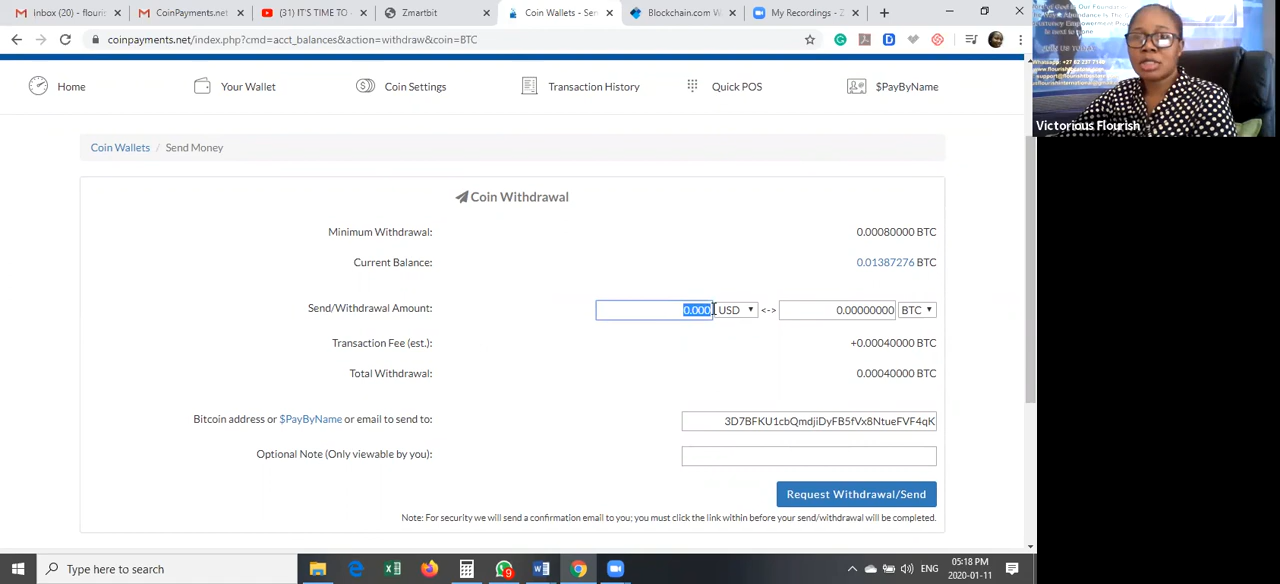 Inbox (20) - flouris
CoinPayments.net
(31) IT'S TIME TO
Zmartbit
Coin Wallets - Sen
Blockchain.com W
My Recordings - Z
coinpayments.net/index.php?cmd=acct_balances&action=withdraw&coin=BTC
Home
Your Wallet
Coin Settings
Transaction History
Quick POS
$PayByName
Coin Wallets / Send Money
Coin Withdrawal
Minimum Withdrawal: 0.00080000 BTC
Current Balance: 0.01387276 BTC
Send/Withdrawal Amount: 0.000 USD <-> 0.00000000 BTC
Transaction Fee (est.): +0.00040000 BTC
Total Withdrawal: 0.00040000 BTC
Bitcoin address or $PayByName or email to send to: 3D7BFKU1cbQmdjiDyFB5fVx8NtueFVF4qK
Optional Note (Only viewable by you):
Request Withdrawal/Send
Note: For security we will send a confirmation email to you; you must click the link within before your send/withdrawal will be completed.
Victorious Flourish
Type here to search
9
ENG
05:18 PM
2020-01-11